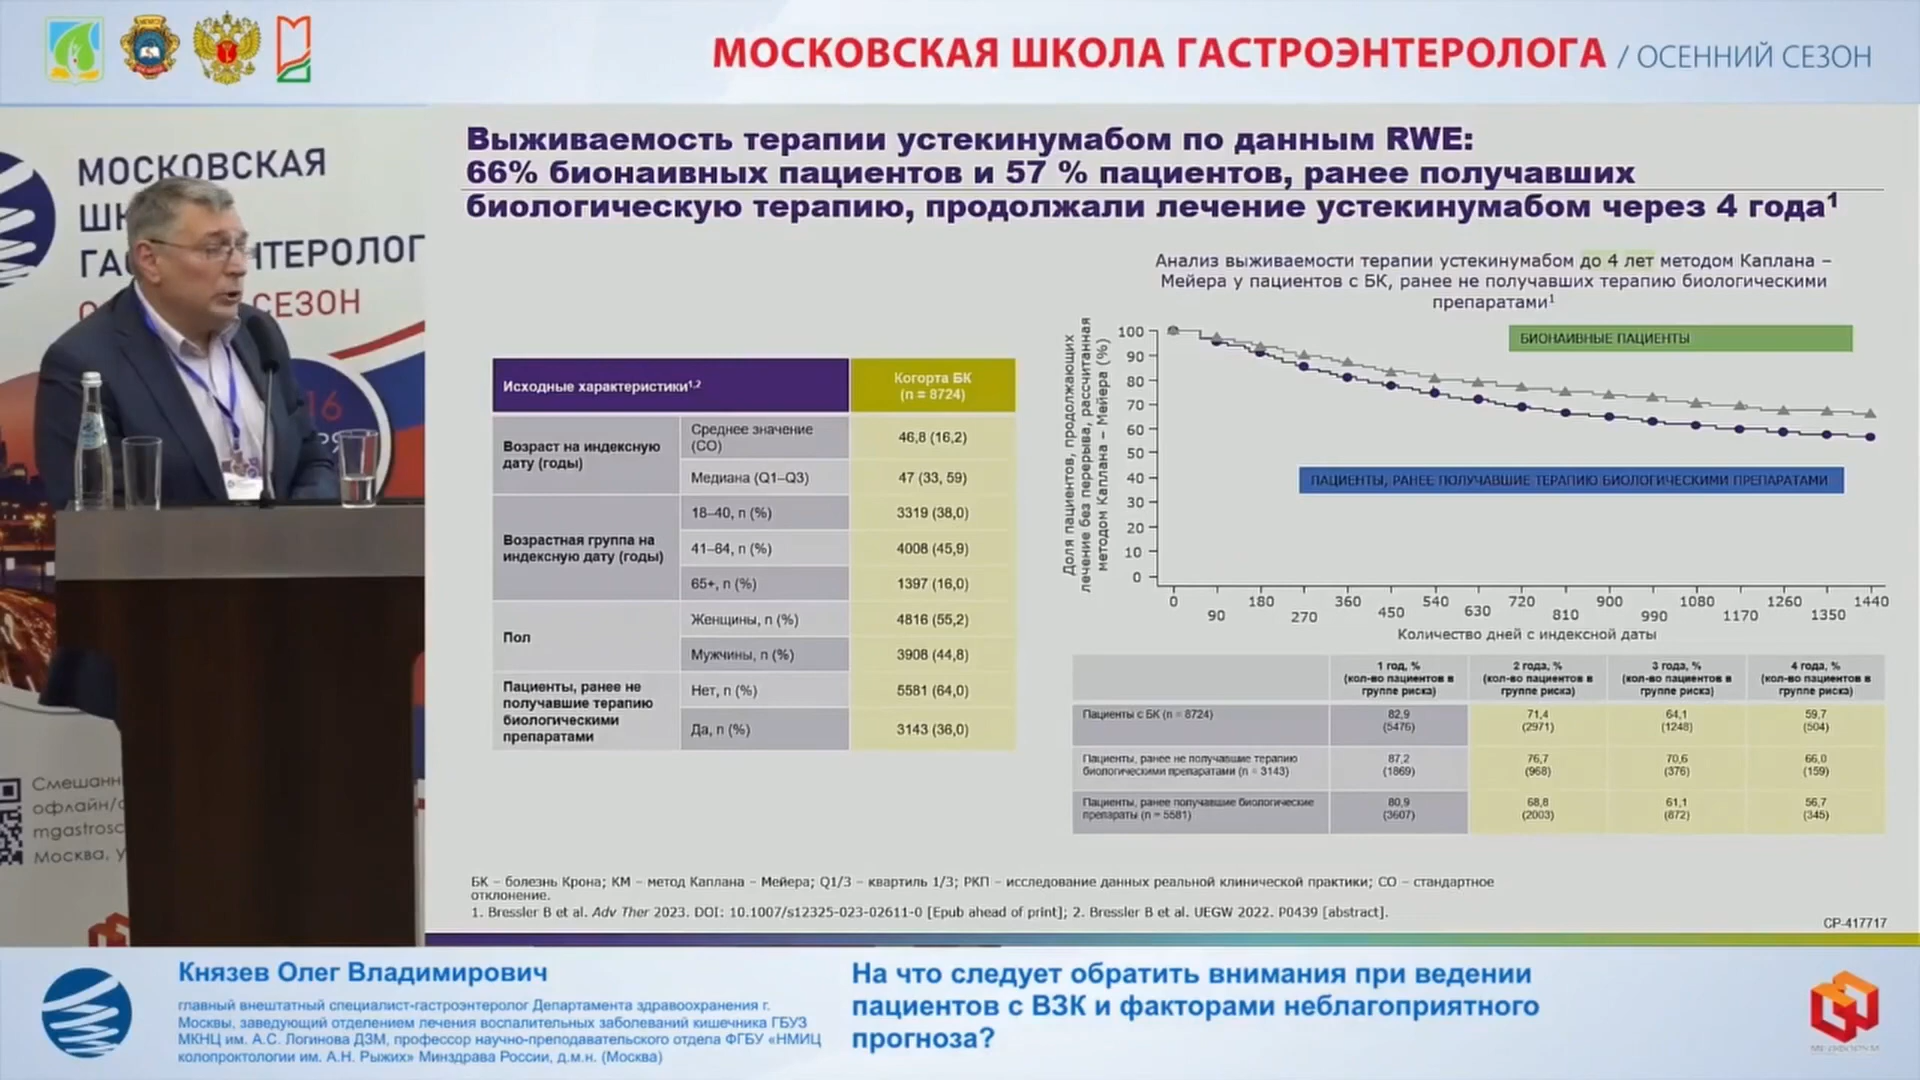 МОСКОВСКАЯ ШКОЛА ГАСТРОЭНТЕРОЛОГА / ОСЕННИЙ СЕЗОН
МОСКОВСКАЯ
СЕЗОН
16
Смешанн
офлайн/о
mgastrosc
Москва, у
Выживаемость терапии устекинумабом по данным RWE:
66% бионаивных пациентов и 57 % пациентов, ранее получавших
биологическую терапию, продолжали лечение устекинумабом через 4 года¹
Исходные характеристики¹,²
Когорта БК
(n = 8724)
Возраст на индексную
дату (годы)
Среднее значение
(СО)
46,8 (16,2)
Медиана (Q1–Q3)
47 (33, 59)
Возрастная группа на
индексную дату (годы)
18–40, n (%)
3319 (38,0)
41–64, n (%)
4008 (45,9)
65+, n (%)
1397 (16,0)
Пол
Женщины, n (%)
4816 (55,2)
Мужчины, n (%)
3908 (44,8)
Пациенты, ранее не
получавшие терапию
биологическими
препаратами
Нет, n (%)
5581 (64,0)
Да, n (%)
3143 (36,0)
Анализ выживаемости терапии устекинумабом до 4 лет методом Каплана –
Мейера у пациентов с БК, ранее не получавших терапию биологическими
препаратами¹
Доля пациентов, продолжающих
лечение без перерыва, рассчитанная
методом Каплана – Мейера (%)
100
90
80
70
60
50
40
30
20
10
0
БИОНАИВНЫЕ ПАЦИЕНТЫ
ПАЦИЕНТЫ, РАНЕЕ ПОЛУЧАВШИЕ ТЕРАПИЮ БИОЛОГИЧЕСКИМИ ПРЕПАРАТАМИ
0 180 360 540 720 900 1080 1260 1440
90 270 450 630 810 990 1170 1350
Количество дней с индексной даты
1 год, % 2 года, % 3 года, % 4 года, %
(кол-во пациентов в (кол-во пациентов в (кол-во пациентов в (кол-во пациентов в
группе риска) группе риска) группе риска) группе риска)
Пациенты с БК (n = 8724) 82,9 71,4 64,1 59,7
(5476) (2971) (1248) (504)
Пациенты, ранее не получавшие терапию 87,2 76,7 70,6 66,0
биологическими препаратами (n = 3143) (1869) (968) (376) (159)
Пациенты, ранее получавшие биологические 80,9 68,8 61,1 56,7
препараты (n = 5581) (3607) (2003) (872) (345)
БК – болезнь Крона; КМ – метод Каплана – Мейера; Q1/3 – квартиль 1/3; РКП – исследование данных реальной клинической практики; СО – стандартное
отклонение.
1. Bressler B et al. Adv Ther 2023. DOI: 10.1007/s12325-023-02611-0 [Epub ahead of print]; 2. Bressler B et al. UEGW 2022. P0439 [abstract].
CP-417717
Князев Олег Владимирович
главный внештатный специалист-гастроэнтеролог Департамента здравоохранения г.
Москвы, заведующий отделением лечения воспалительных заболеваний кишечника ГБУЗ
МКНЦ им. А.С. Логинова ДЗМ, профессор научно-преподавательского отдела ФГБУ «НМИЦ
колопроктологии им. А.Н. Рыжих» Минздрава России, д.м.н. (Москва)
На что следует обратить внимания при ведении
пациентов с ВЗК и факторами неблагоприятного
прогноза?